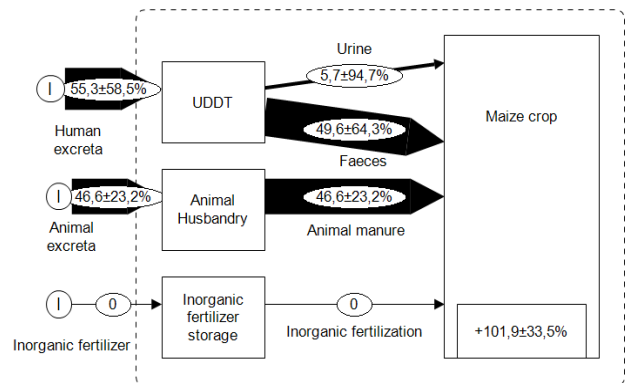 Urine
I
55,3±58,5%
UDDT
5,7±94,7%
Human
excreta
49,6±64,3%
Faeces
Maize crop
I
46,6±23,2%
Animal
Husbandry
46,6±23,2%
Animal
excreta
Animal manure
I
0
Inorganic
fertilizer
storage
0
Inorganic fertilizer
Inorganic fertilization
+101,9±33,5%